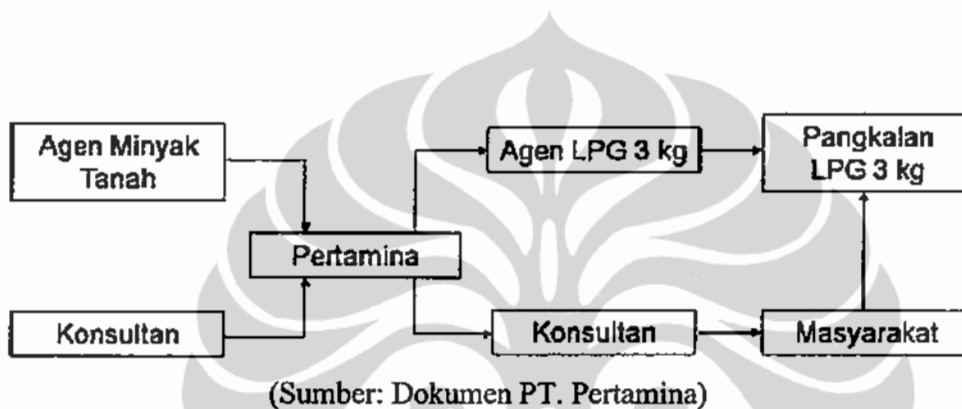 Agen Minyak
Tanah
Agen LPG 3 kg
Pangkalan
LPG 3 kg
Pertamina
Konsultan
Konsultan
Masyarakat
(Sumber: Dokumen PT. Pertamina)